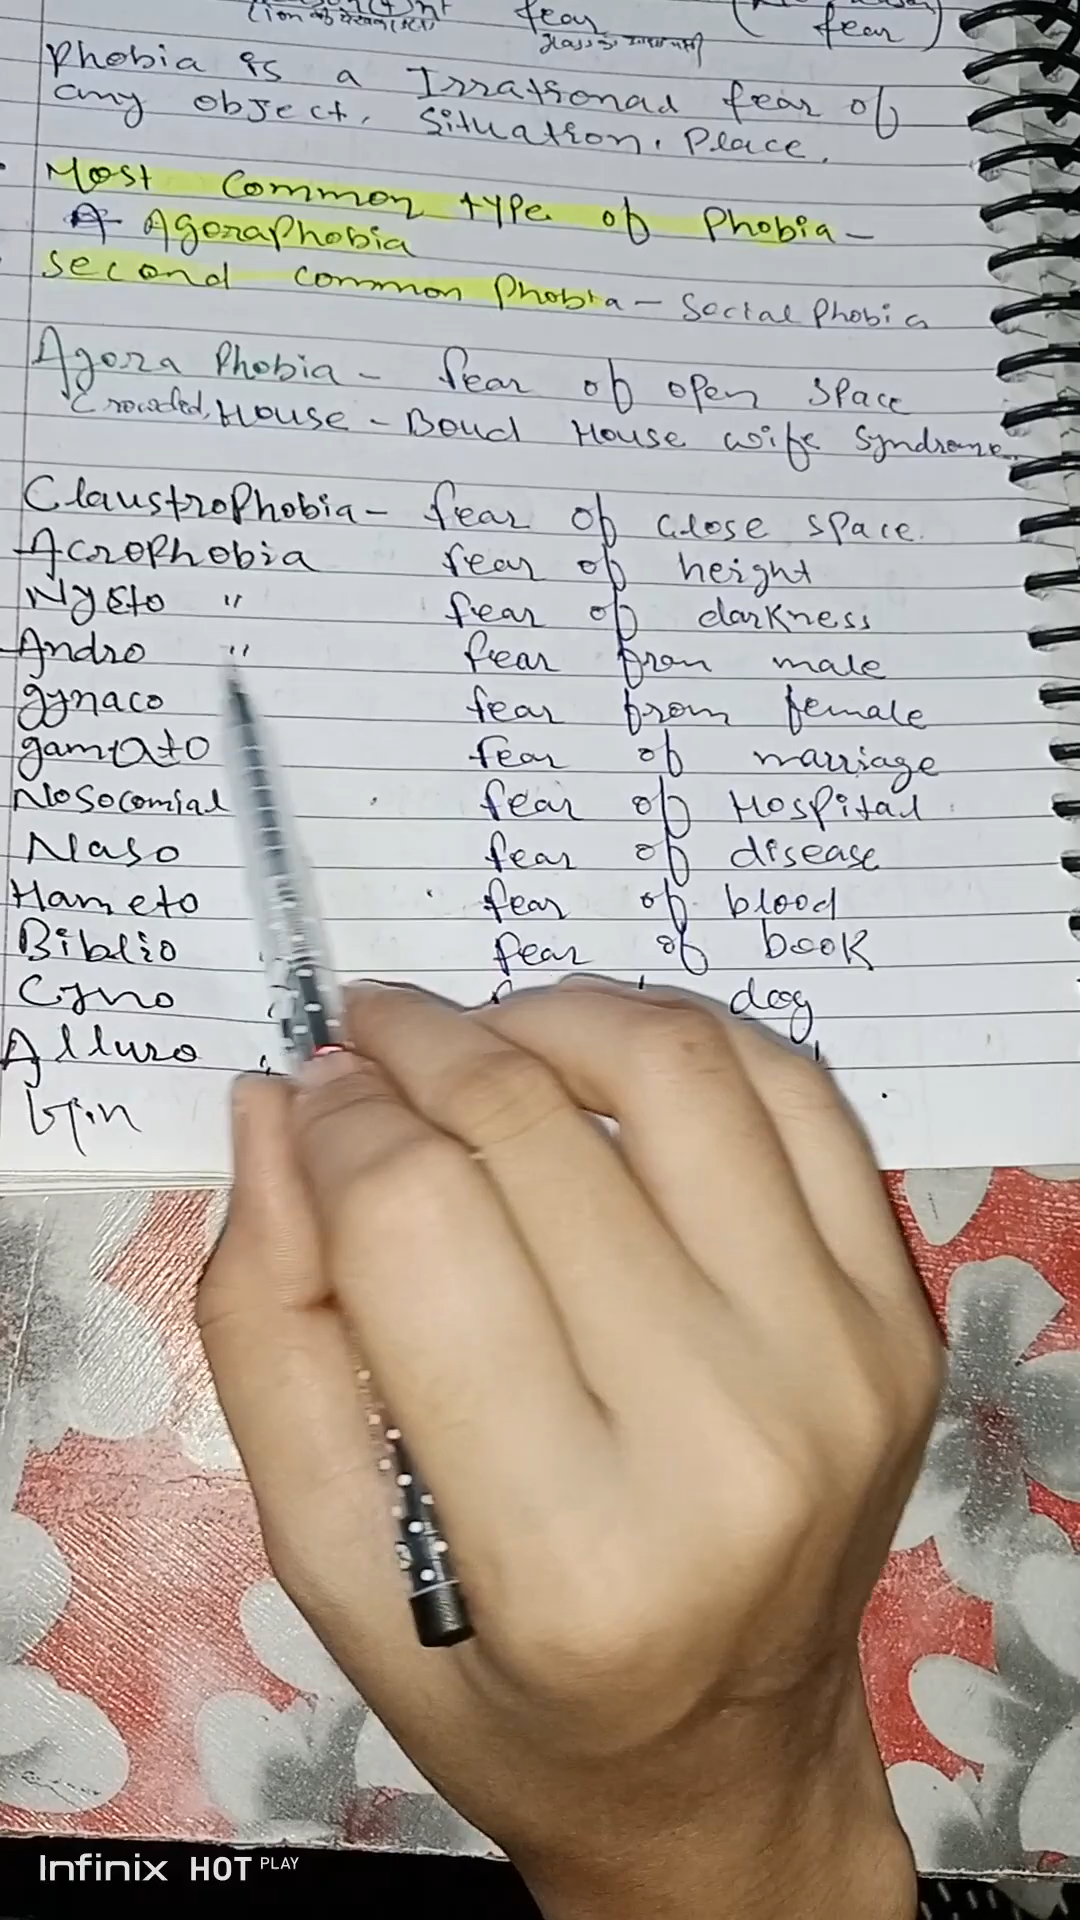 fear
fear)
Phobia is a Irrational fear of
any object, Situation, Place,
Most Common type of Phobia -
A Agoraphobia
Second Common Phobia - Social Phobia
Agora Phobia - fear of open space
Crowded, House - Boud House wife Syndrome
Claustrophobia - fear of close space.
Acrophobia fear of height
Nycto " fear of darkness
Andro " fear from male
gynaco fear from female
gamato fear of marriage
Nosocomial fear of Hospital
Naso fear of disease
Hameto fear of blood
Biblio fear of book
Cyno dog
Alluro "
Infinix HOT PLAY